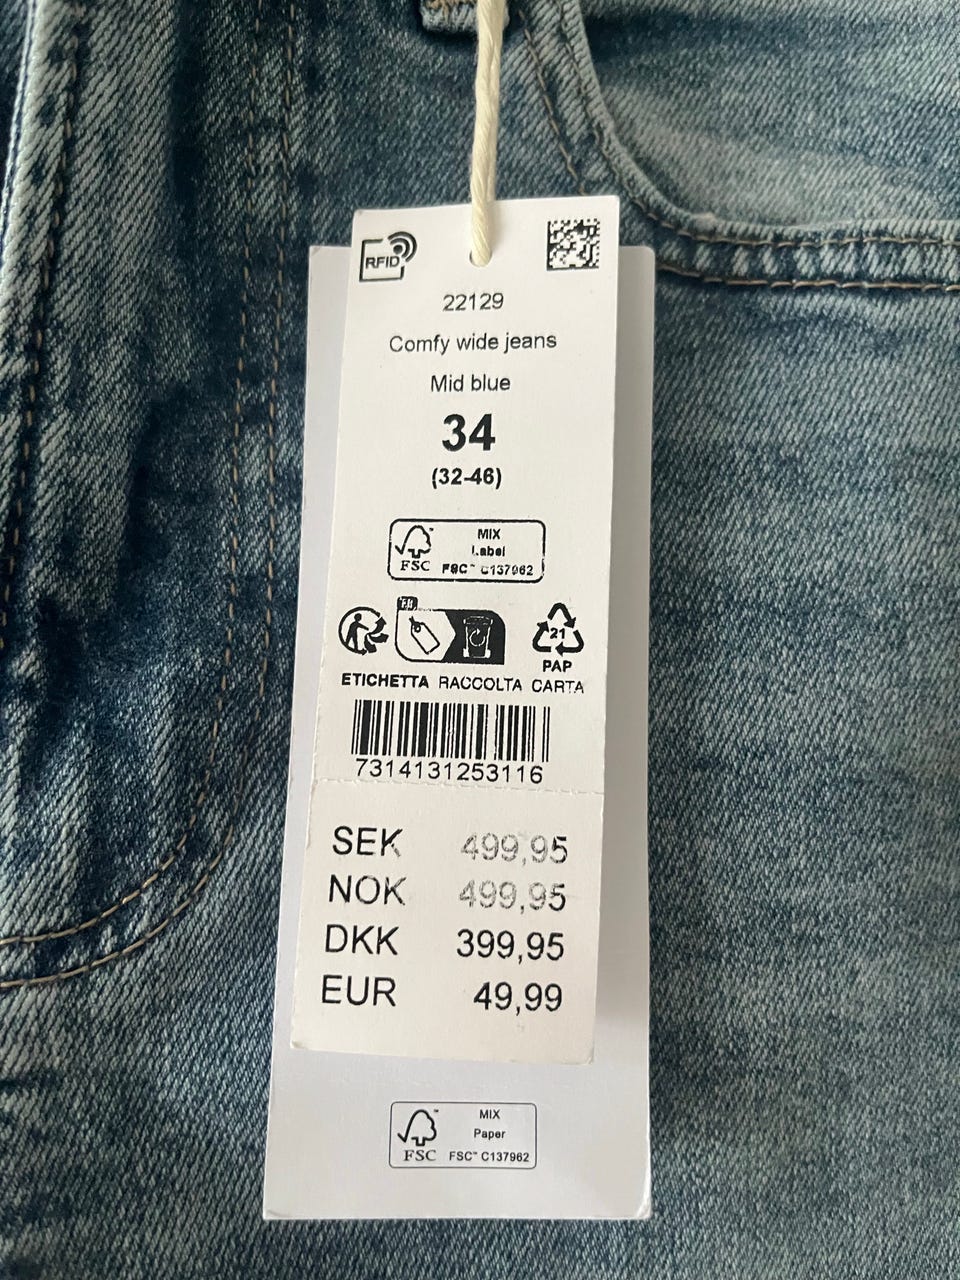 RFID
22129
Comfy wide jeans
Mid blue
34
(32-46)
MIX
Label
FSC™ C137962
FSC
FR
21
PAP
ETICHETTA RACCOLTA CARTA
7314131253116
SEK 499,95
NOK 499,95
DKK 399,95
EUR 49,99
MIX
Paper
FSC™ C137962
FSC